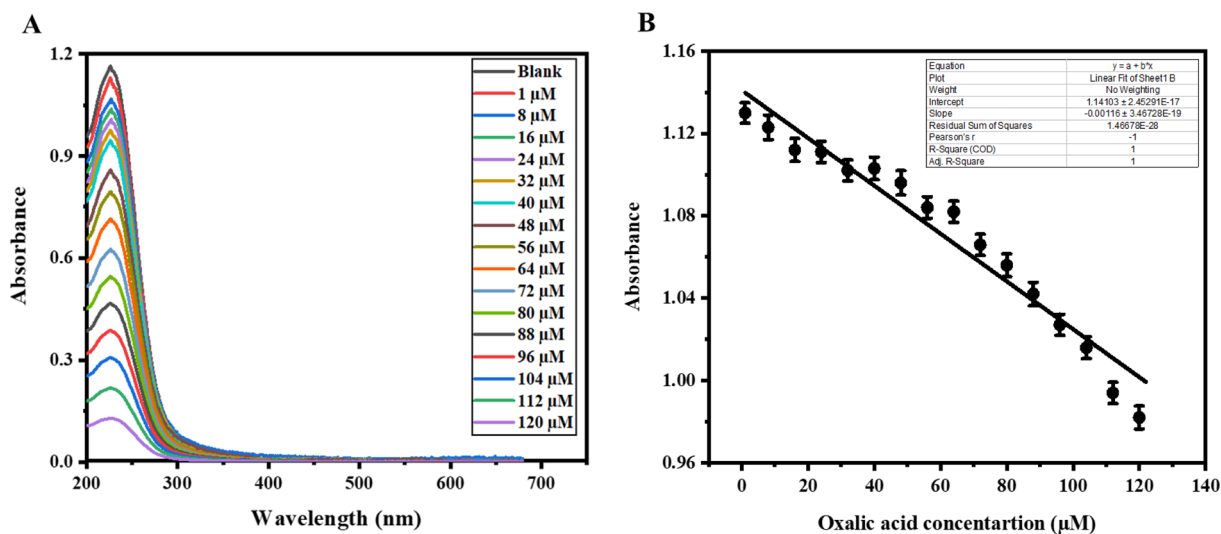 A
1.2
0.9
0.6
0.3
0.0
200
300
400
500
600
700
Absorbance
Wavelength (nm)
Blank
1 µM
8 µM
16 µM
24 µM
32 µM
40 µM
48 µM
56 µM
64 µM
72 µM
80 µM
88 µM
96 µM
104 µM
112 µM
120 µM
B
1.16
1.12
1.08
1.04
1.00
0.96
0
20
40
60
80
100
120
140
Absorbance
Oxalic acid concentartion (µM)
Equation y = a + b*x
Plot Linear Fit of Sheet1 B
Weight No Weighting
Intercept 1.14103 ± 2.45291E-17
Slope -0.00116 ± 3.46728E-19
Residual Sum of Squares 1.46678E-28
Pearson's r -1
R-Square (COD) 1
Adj. R-Square 1